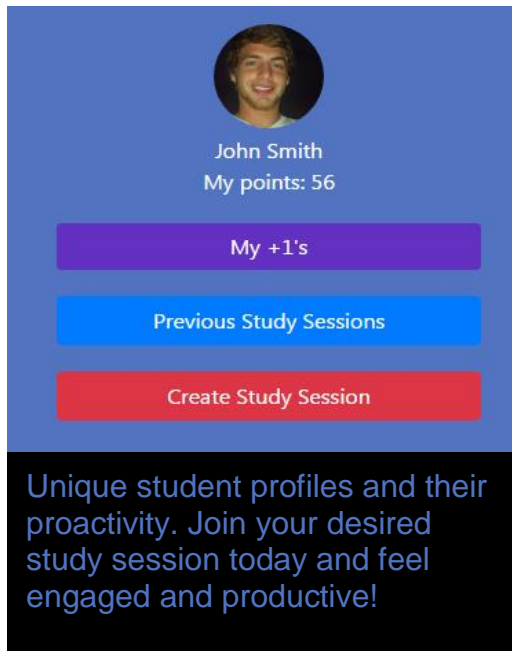 John Smith
My points: 56
My +1's
Previous Study Sessions
Create Study Session
Unique student profiles and their
proactivity. Join your desired
study session today and feel
engaged and productive!